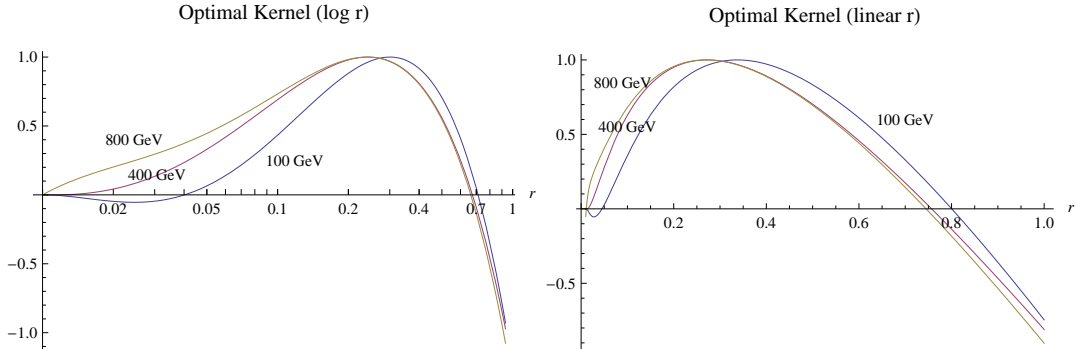 Optimal Kernel (log r)
1.0
0.5
−0.5
−1.0
800 GeV
400 GeV
100 GeV
0.02 0.05 0.1 0.2 0.4 0.7 1
r
Optimal Kernel (linear r)
1.0
0.5
−0.5
800 GeV
400 GeV
100 GeV
0.2 0.4 0.6 0.8 1.0
r